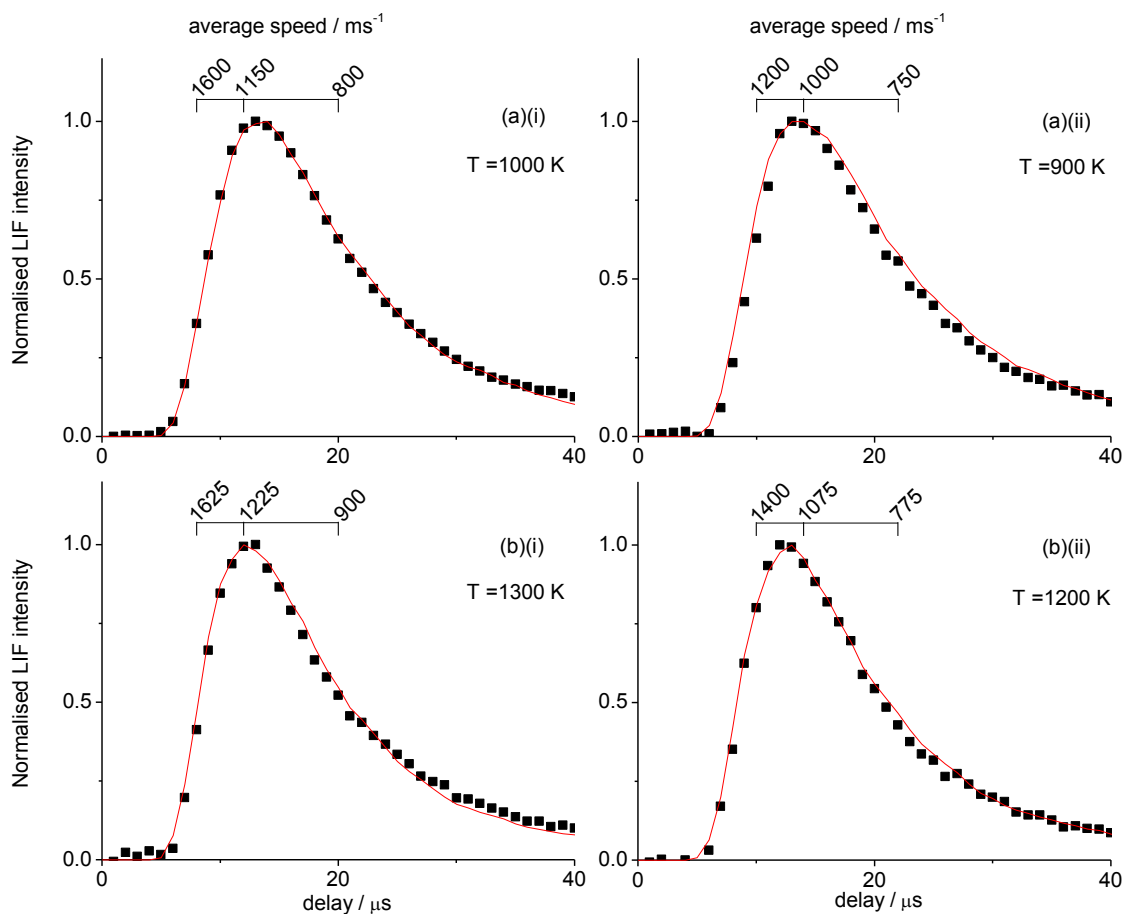 average speed / ms⁻¹
1600 1150 800
(a)(i)
T =1000 K
Normalised LIF intensity
1.0
0.5
0.0
0 20 40
average speed / ms⁻¹
1200 1000 750
(a)(ii)
T =900 K
1.0
0.5
0.0
0 20 40
1625 1225 900
(b)(i)
T =1300 K
Normalised LIF intensity
1.0
0.5
0.0
0 20 40
delay / μs
1400 1075 775
(b)(ii)
T =1200 K
1.0
0.5
0.0
0 20 40
delay / μs